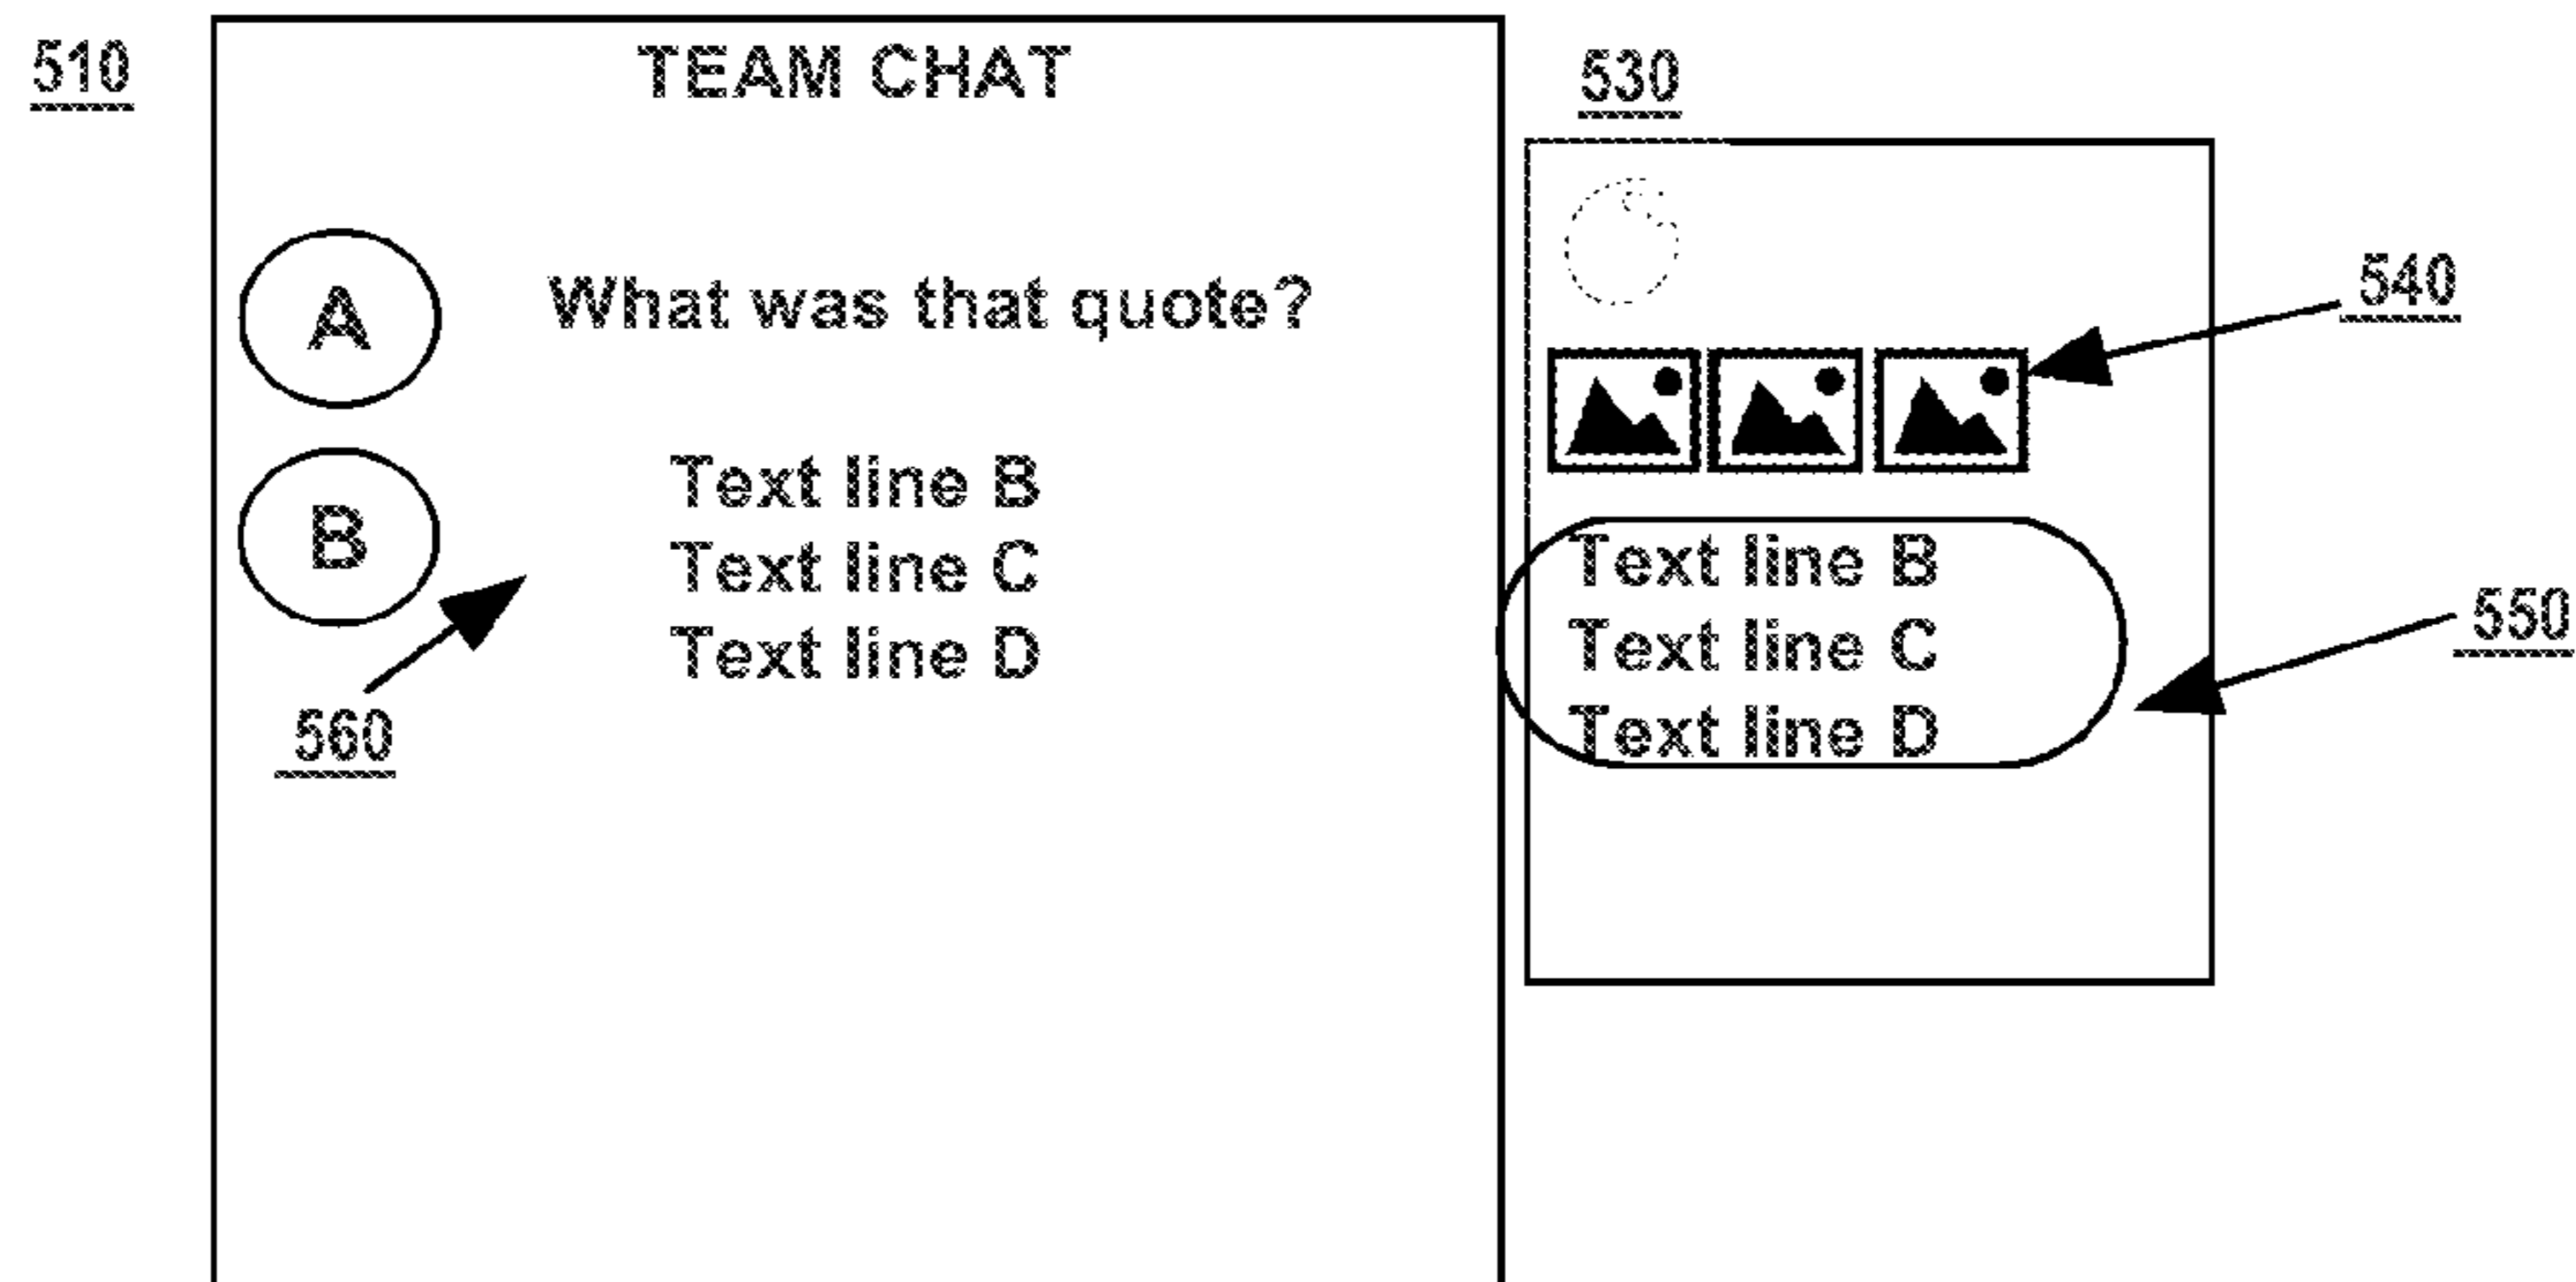 510
TEAM CHAT
A
What was that quote?
B
Text line B
Text line C
Text line D
560
530
540
Text line B
Text line C
Text line D
550